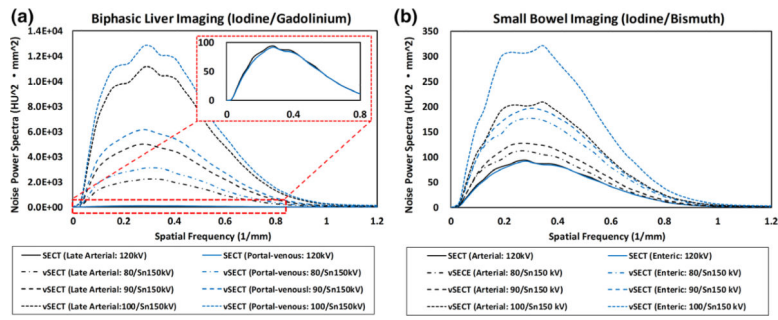 (a)
Biphasic Liver Imaging (Iodine/Gadolinium)
Noise Power Spectra (HU^2 • mm^2)
1.4E+04
1.2E+04
1.0E+04
8.0E+03
6.0E+03
4.0E+03
2.0E+03
0.0E+00
100
50
0
0 0.4 0.8
0 0.2 0.4 0.6 0.8 1 1.2
Spatial Frequency (1/mm)
SECT (Late Arterial: 120kV) SECT (Portal-venous: 120kV)
vSECT (Late Arterial: 80/Sn150kV) vSECT (Portal-venous: 80/Sn150kV)
vSECT (Late Arterial: 90/Sn150kV) vSECT (Portal-venousl: 90/Sn150kV)
vSECT (Late Arterial:100/Sn150kV) vSECT (Portal-venous: 100/Sn150kV)
(b)
Small Bowel Imaging (Iodine/Bismuth)
Noise Power Spectra (HU^2 • mm^2)
350
300
250
200
150
100
50
0
0 0.2 0.4 0.6 0.8 1 1.2
Spatial Frequency (1/mm)
SECT (Arterial: 120kV) SECT (Enteric: 120kV)
vSECE (Arterial: 80/Sn150 kV) vSECT (Enteric: 80/Sn150 kV)
vSECT (Arterial: 90/Sn150 kV) vSECT (Enteric: 90/Sn150 kV)
vSECT (Arterial: 100/Sn150 kV) vSECT (Enteric: 100/Sn150 kV)